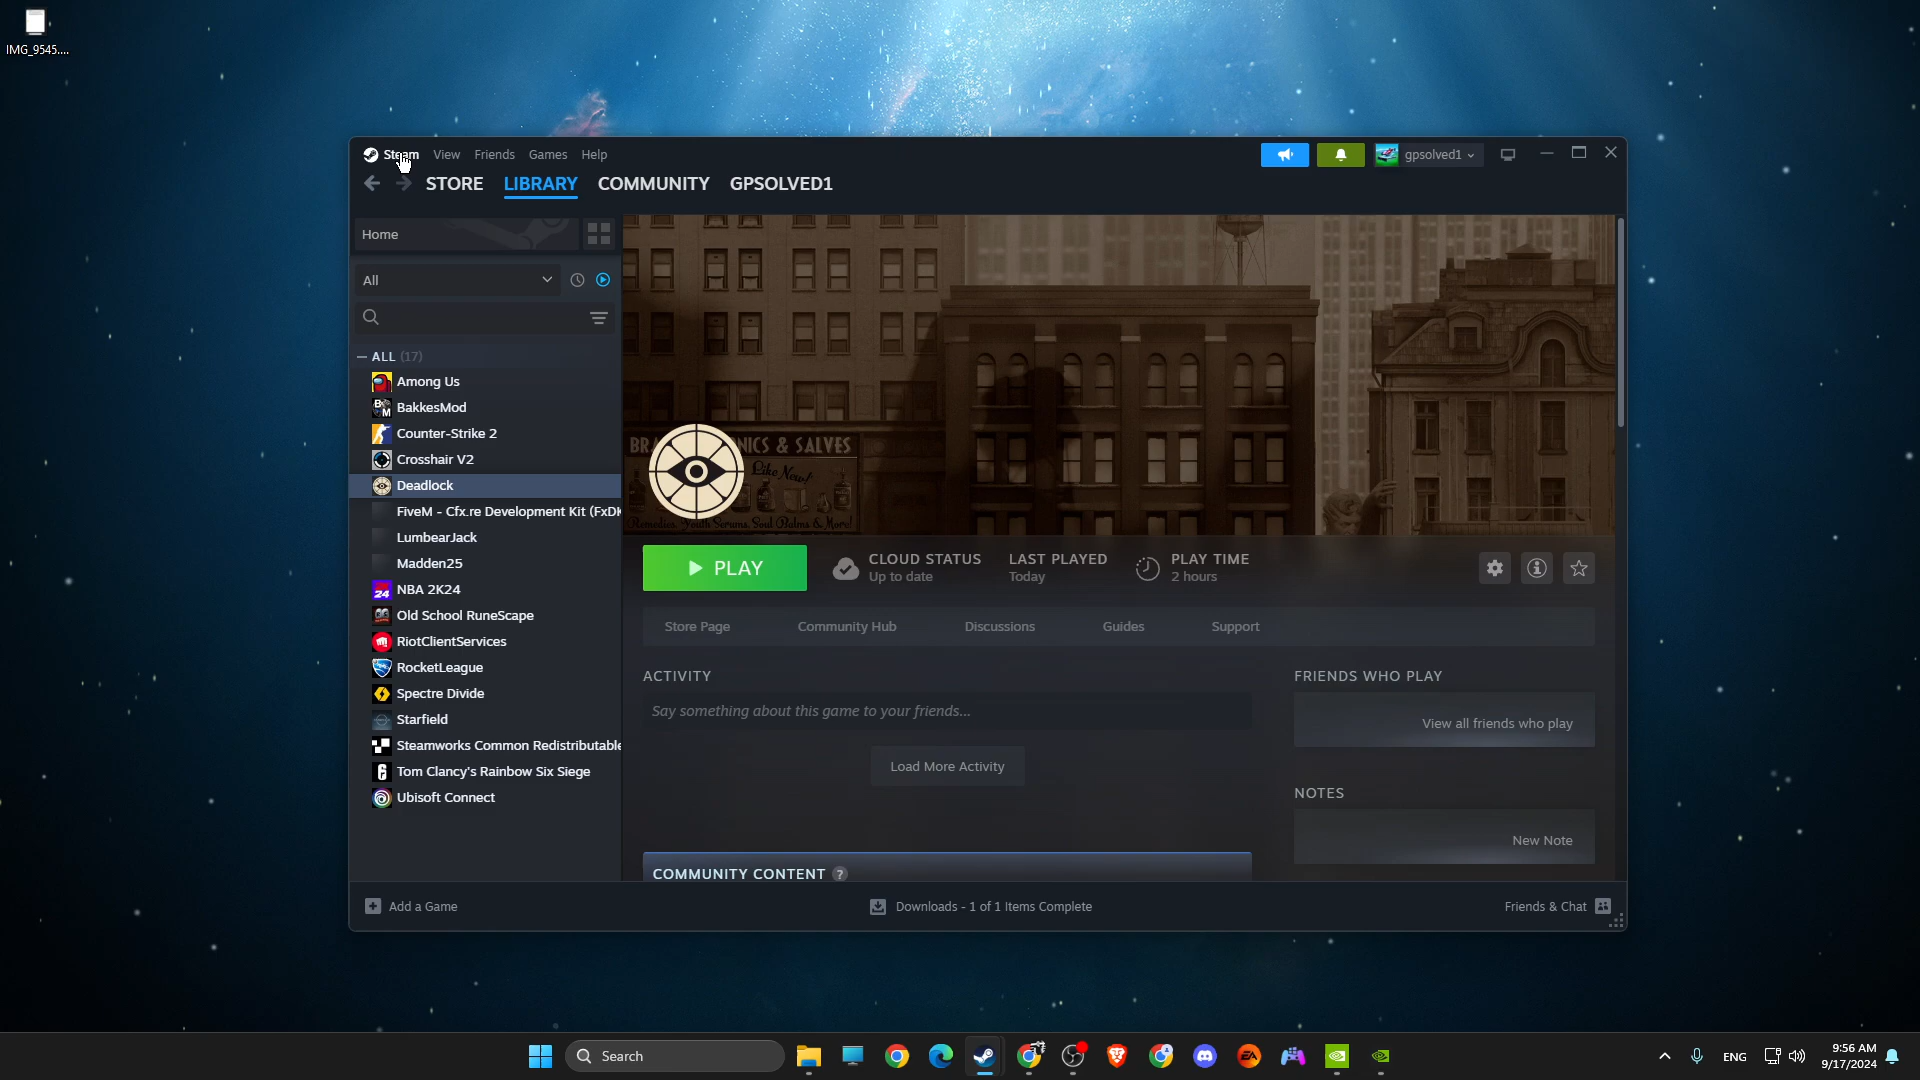 IMG_9545....
Steam View Friends Games Help
gpsolved1
STORE LIBRARY COMMUNITY GPSOLVED1
Home
All
ALL (17)
Among Us
BakkesMod
Counter-Strike 2
Crosshair V2
Deadlock
FiveM - Cfx.re Development Kit (FxDK
LumbearJack
Madden25
NBA 2K24
Old School RuneScape
RiotClientServices
RocketLeague
Spectre Divide
Starfield
Steamworks Common Redistributable
Tom Clancy's Rainbow Six Siege
Ubisoft Connect
NICS & SALVES
Like New!
Remedies, Youth Serums, Soul Balms & More!
PLAY
CLOUD STATUS
Up to date
LAST PLAYED
Today
PLAY TIME
2 hours
Store Page Community Hub Discussions Guides Support
ACTIVITY
Say something about this game to your friends...
Load More Activity
FRIENDS WHO PLAY
View all friends who play
NOTES
New Note
COMMUNITY CONTENT ?
Add a Game
Downloads - 1 of 1 Items Complete
Friends & Chat
Search
ENG
9:56 AM
9/17/2024